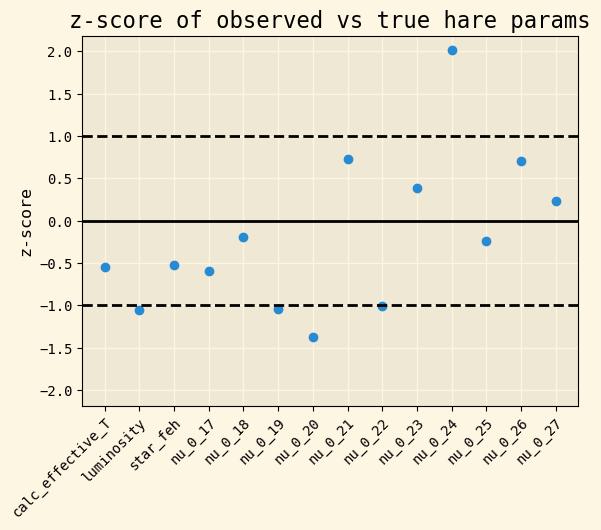 z-score of observed vs true hare params
z-score
2.0
1.5
1.0
0.5
0.0
−0.5
−1.0
−1.5
−2.0
calc_effective_T
luminosity
star_feh
nu_0_17
nu_0_18
nu_0_19
nu_0_20
nu_0_21
nu_0_22
nu_0_23
nu_0_24
nu_0_25
nu_0_26
nu_0_27